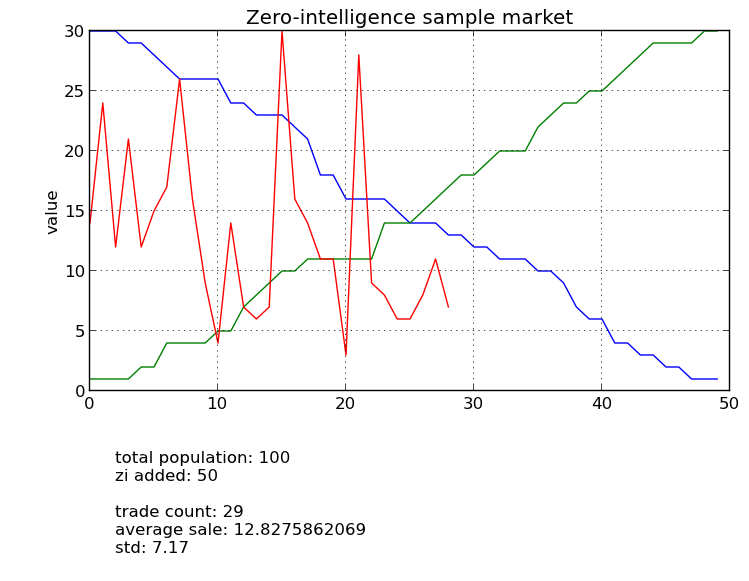 Zero-intelligence sample market
30
25
20
15
10
5
0
value
0 10 20 30 40 50
total population: 100
zi added: 50
trade count: 29
average sale: 12.8275862069
std: 7.17